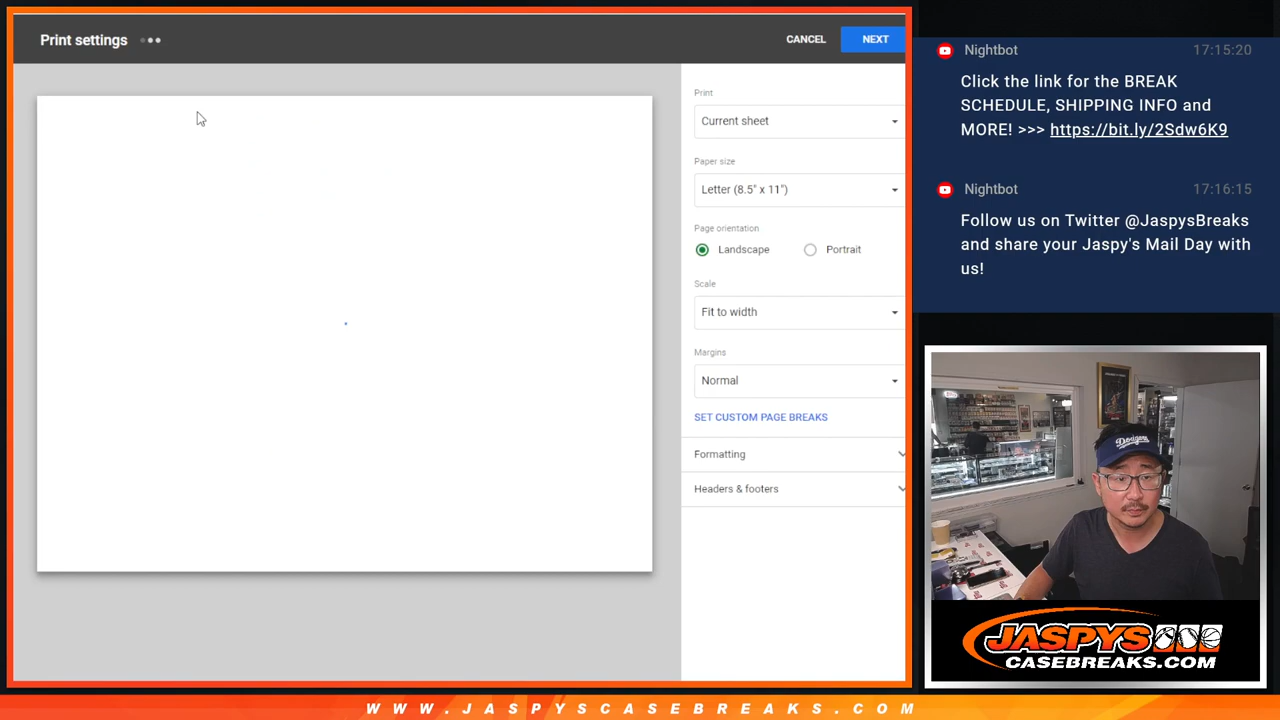 Print settings
CANCEL
NEXT
Print
Current sheet
Paper size
Letter (8.5" x 11")
Page orientation
Landscape
Portrait
Scale
Fit to width
Margins
Normal
SET CUSTOM PAGE BREAKS
Formatting
Headers & footers
Nightbot
17:15:20
Click the link for the BREAK
SCHEDULE, SHIPPING INFO and
MORE! >>> https://bit.ly/2Sdw6K9
Nightbot
17:16:15
Follow us on Twitter @JaspysBreaks
and share your Jaspy's Mail Day with
us!
Dodgers
JASPYS
CASEBREAKS.COM
WWW.JASPYSCASEBREAKS.COM